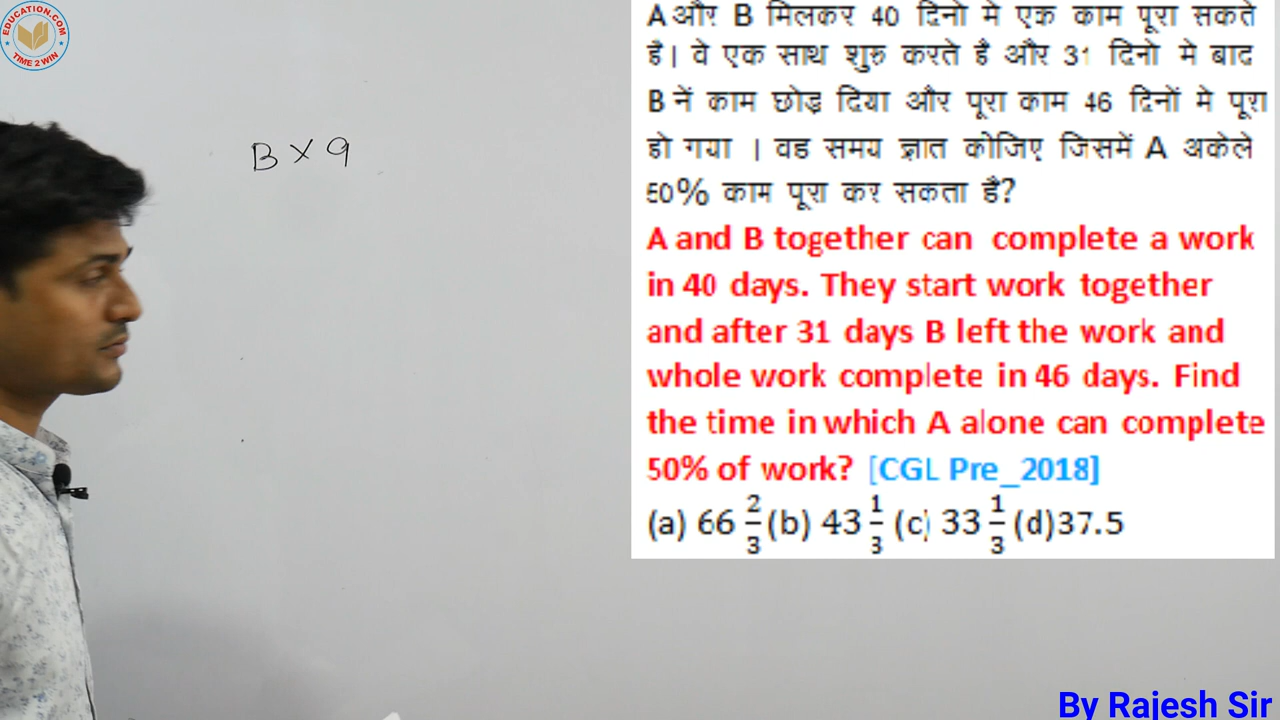 EDUCATION.COM
TIME 2 WIN
B × 9
A और B मिलकर 40 दिनो मे एक काम पूरा सकते
है। वे एक साथ शुरु करते है और 31 दिनो मे बाद
B नें काम छोड़ दिया और पूरा काम 46 दिनों मे पूरा
हो गया । वह समय ज्ञात कीजिए जिसमें A अकेले
50% काम पूरा कर सकता है?
A and B together can complete a work
in 40 days. They start work together
and after 31 days B left the work and
whole work complete in 46 days. Find
the time in which A alone can complete
50% of work? [CGL Pre_2018]
(a) 66 2/3 (b) 43 1/3 (c) 33 1/3 (d)37.5
By Rajesh Sir